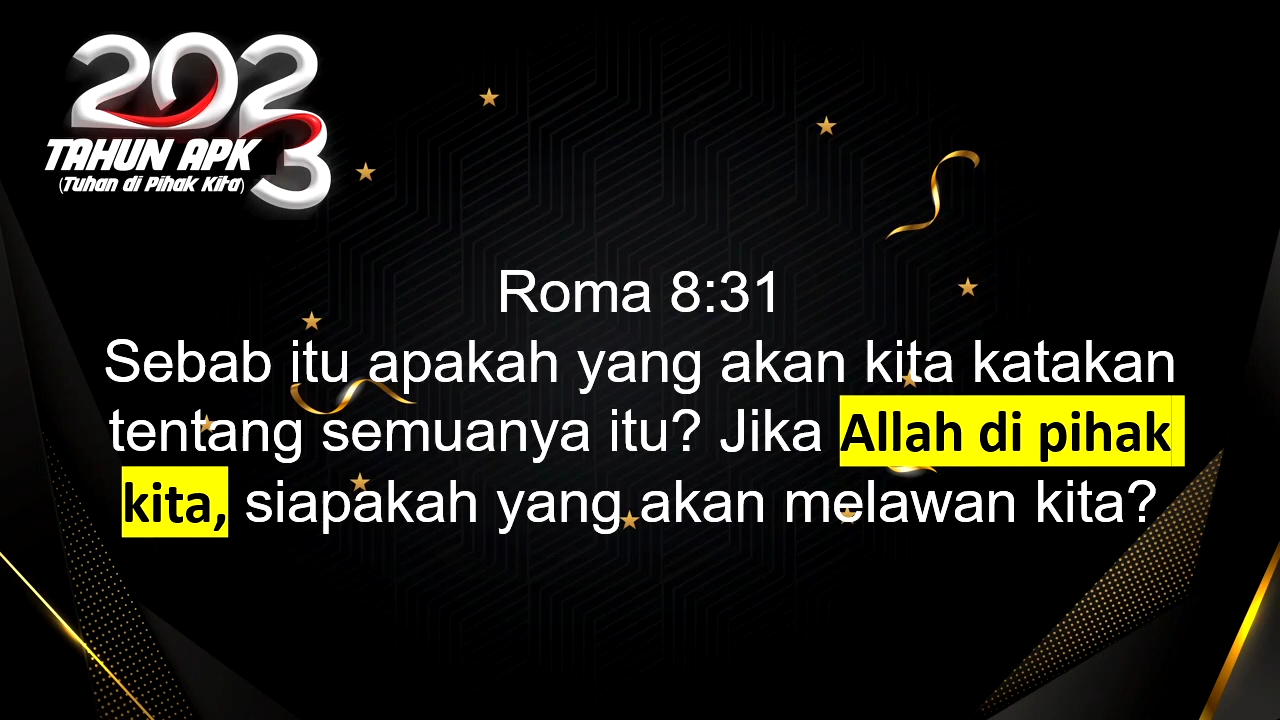 2023
TAHUN APK
(Tuhan di Pihak Kita)
Roma 8:31
Sebab itu apakah yang akan kita katakan
tentang semuanya itu? Jika Allah di pihak
kita, siapakah yang akan melawan kita?